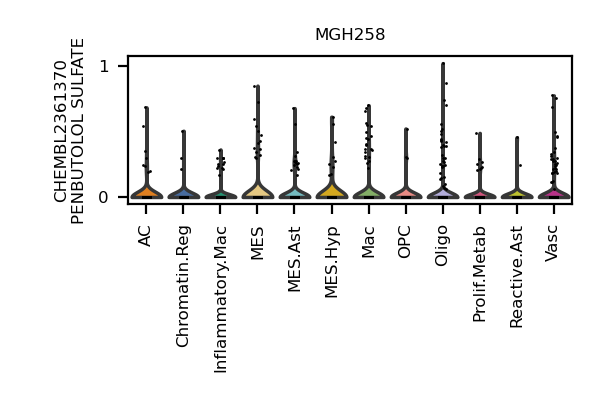 MGH258
CHEMBL2361370
PENBUTOLOL SULFATE
1
0
AC
Chromatin.Reg
Inflammatory.Mac
MES
MES.Ast
MES.Hyp
Mac
OPC
Oligo
Prolif.Metab
Reactive.Ast
Vasc